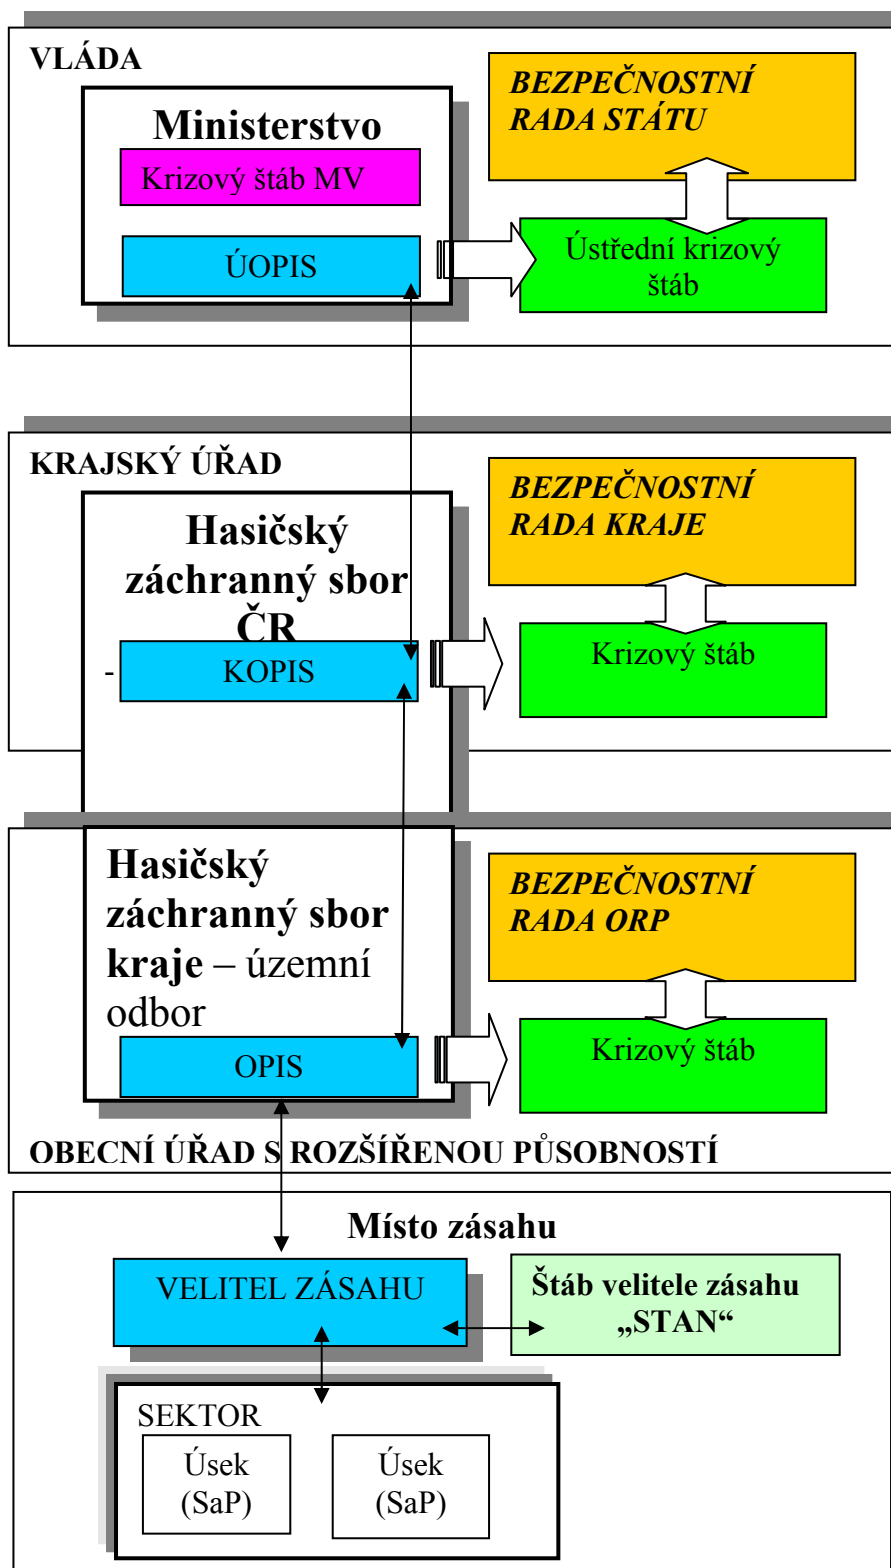 VLÁDA
BEZPEČNOSTNÍ
RADA STÁTU
Ministerstvo
Krizový štáb MV
ÚOPIS
Ústřední krizový
štáb
KRAJSKÝ ÚŘAD
BEZPEČNOSTNÍ
RADA KRAJE
Hasičský
záchranný sbor
ČR
- KOPIS
Krizový štáb
Hasičský
záchranný sbor
kraje – územní
odbor
BEZPEČNOSTNÍ
RADA ORP
OPIS
Krizový štáb
OBECNÍ ÚŘAD S ROZŠÍŘENOU PŮSOBNOSTÍ
Místo zásahu
VELITEL ZÁSAHU
Štáb velitele zásahu
„STAN“
SEKTOR
Úsek
(SaP)
Úsek
(SaP)